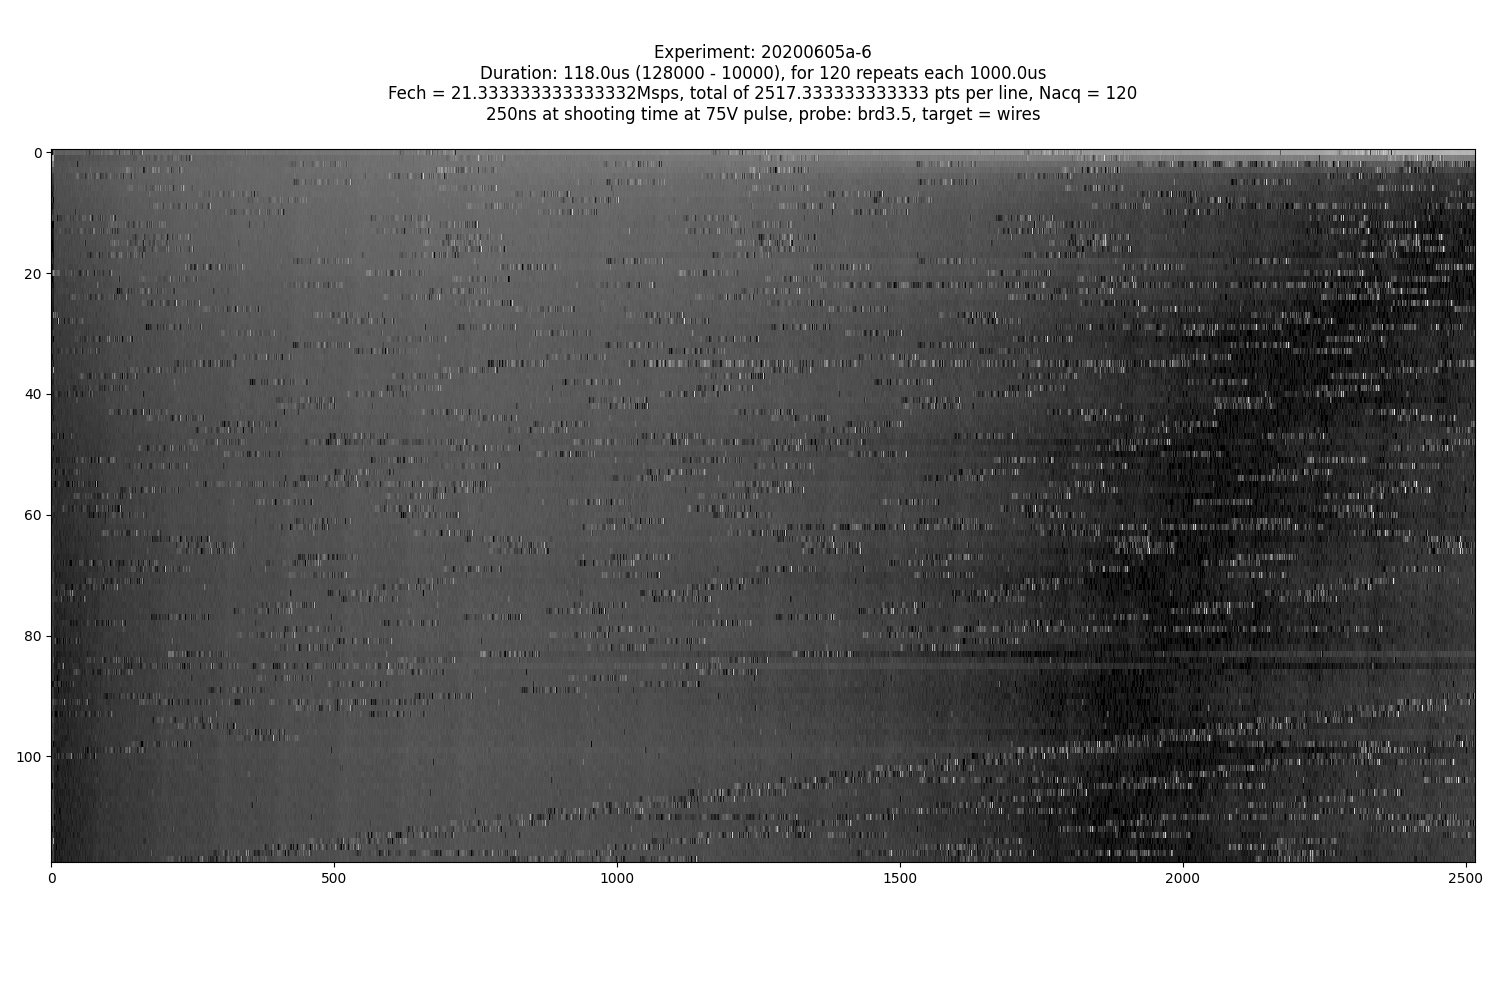 Experiment: 20200605a-6
Duration: 118.0us (128000 - 10000), for 120 repeats each 1000.0us
Fech = 21.333333333333332Msps, total of 2517.333333333333 pts per line, Nacq = 120
250ns at shooting time at 75V pulse, probe: brd3.5, target = wires
0
20
40
60
80
100
0 500 1000 1500 2000 2500